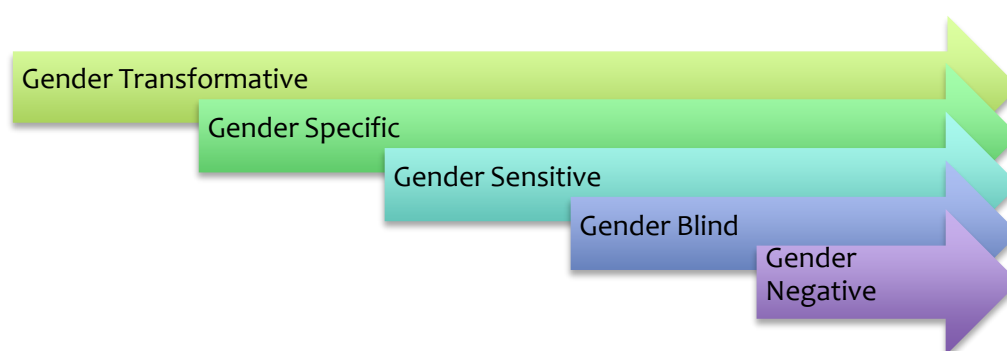 Gender Transformative
Gender Specific
Gender Sensitive
Gender Blind
Gender
Negative